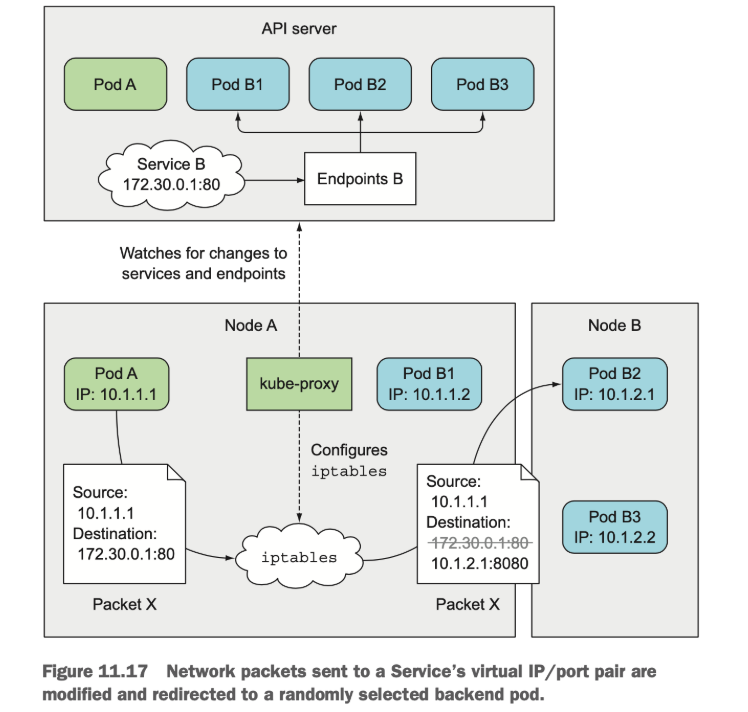 API server
Pod A
Pod B1
Pod B2
Pod B3
Service B
172.30.0.1:80
Endpoints B
Watches for changes to
services and endpoints
Node A
Node B
Pod A
IP: 10.1.1.1
kube-proxy
Pod B1
IP: 10.1.1.2
Pod B2
IP: 10.1.2.1
Configures
iptables
Source:
10.1.1.1
Destination:
172.30.0.1:80
Packet X
iptables
Source:
10.1.1.1
Destination:
172.30.0.1:80
10.1.2.1:8080
Packet X
Pod B3
IP: 10.1.2.2
Figure 11.17 Network packets sent to a Service's virtual IP/port pair are
modified and redirected to a randomly selected backend pod.